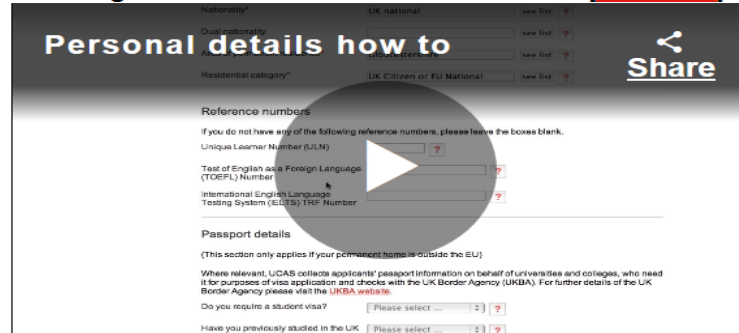 Nationality* UK national see list ?
Dual nationality see list ?
Personal details how to
Share
see list ?
Residential category* UK Citizen or EU National see list ?
Reference numbers
If you do not have any of the following reference numbers, please leave the boxes blank.
Unique Learner Number (ULN) ?
Test of English as a Foreign Language
(TOEFL) Number ?
International English Language
Testing System (IELTS) TRF Number ?
Passport details
(This section only applies if your permanent home is outside the EU)
Where relevant, UCAS collects applicants' passport information on behalf of universities and colleges, who need
it for purposes of visa application and checks with the UK Border Agency (UKBA). For further details of the UK
Border Agency please visit the UKBA website.
Do you require a student visa? Please select ... ?
Have you previously studied in the UK Please select ... ?